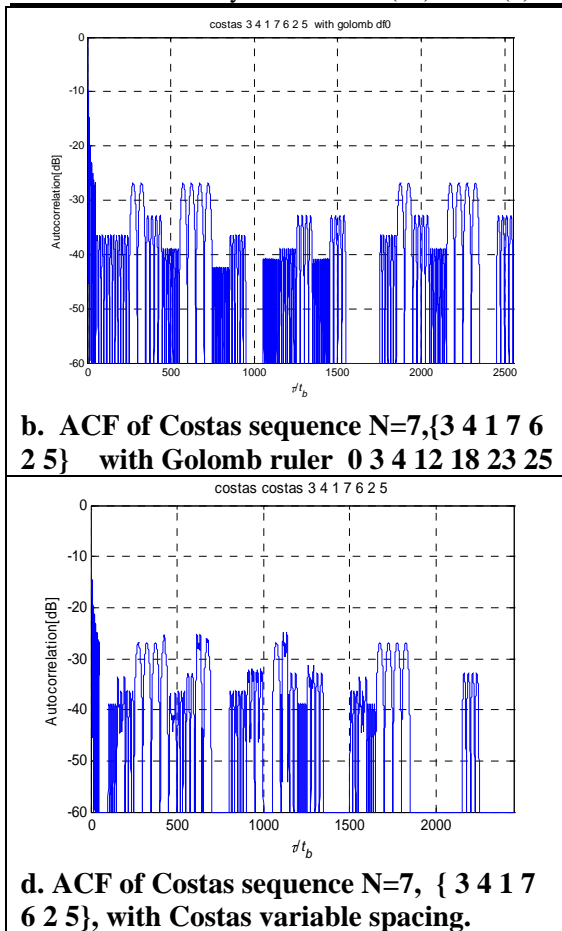 costas 3 4 1 7 6 2 5 with golomb df0
0
-10
-20
-30
-40
-50
-60
Autocorrelation[dB]
0 500 1000 1500 2000 2500
τ/t_b
b. ACF of Costas sequence N=7,{3 4 1 7 6
2 5} with Golomb ruler 0 3 4 12 18 23 25
costas costas 3 4 1 7 6 2 5
0
-10
-20
-30
-40
-50
-60
Autocorrelation[dB]
0 500 1000 1500 2000
τ/t_b
d. ACF of Costas sequence N=7, { 3 4 1 7
6 2 5}, with Costas variable spacing.